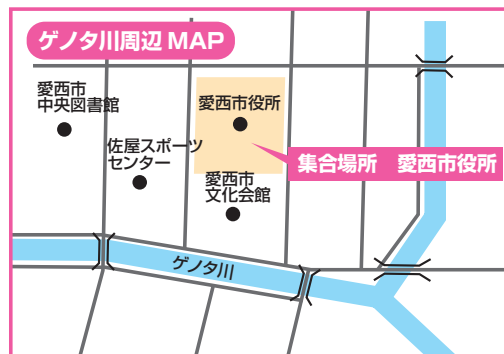 ゲノタ川周辺 MAP
愛西市
中央図書館
愛西市役所
佐屋スポーツ
センター
集合場所　愛西市役所
愛西市
文化会館
ゲノタ川